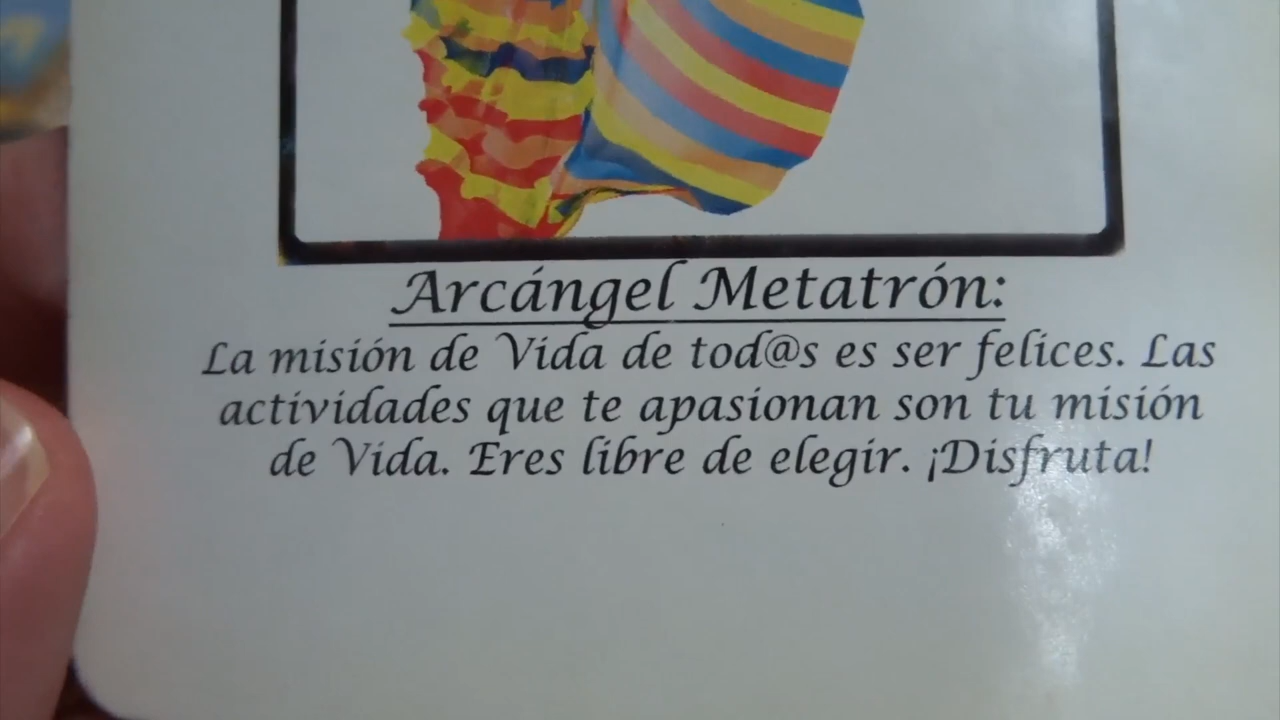 Arcángel Metatrón:
La misión de Vida de tod@s es ser felices. Las
actividades que te apasionan son tu misión
de Vida. Eres libre de elegir. ¡Disfruta!